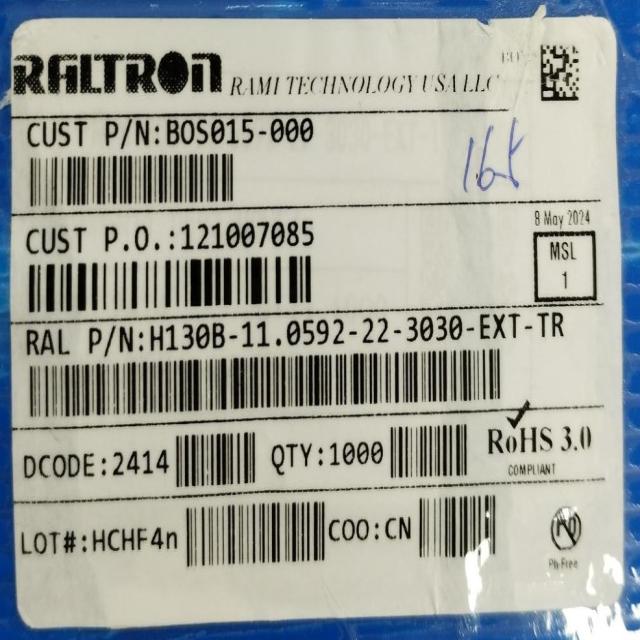 RALTRON RAMI TECHNOLOGY USA LLC
CUST P/N:BOS015-000
165
CUST P.O.:121007085
8 May 2024
MSL
1
RAL P/N:H130B-11.0592-22-3030-EXT-TR
DCODE:2414 QTY:1000
RoHS 3.0
COMPLIANT
LOT#:HCHF4n COO:CN
Pb-Free